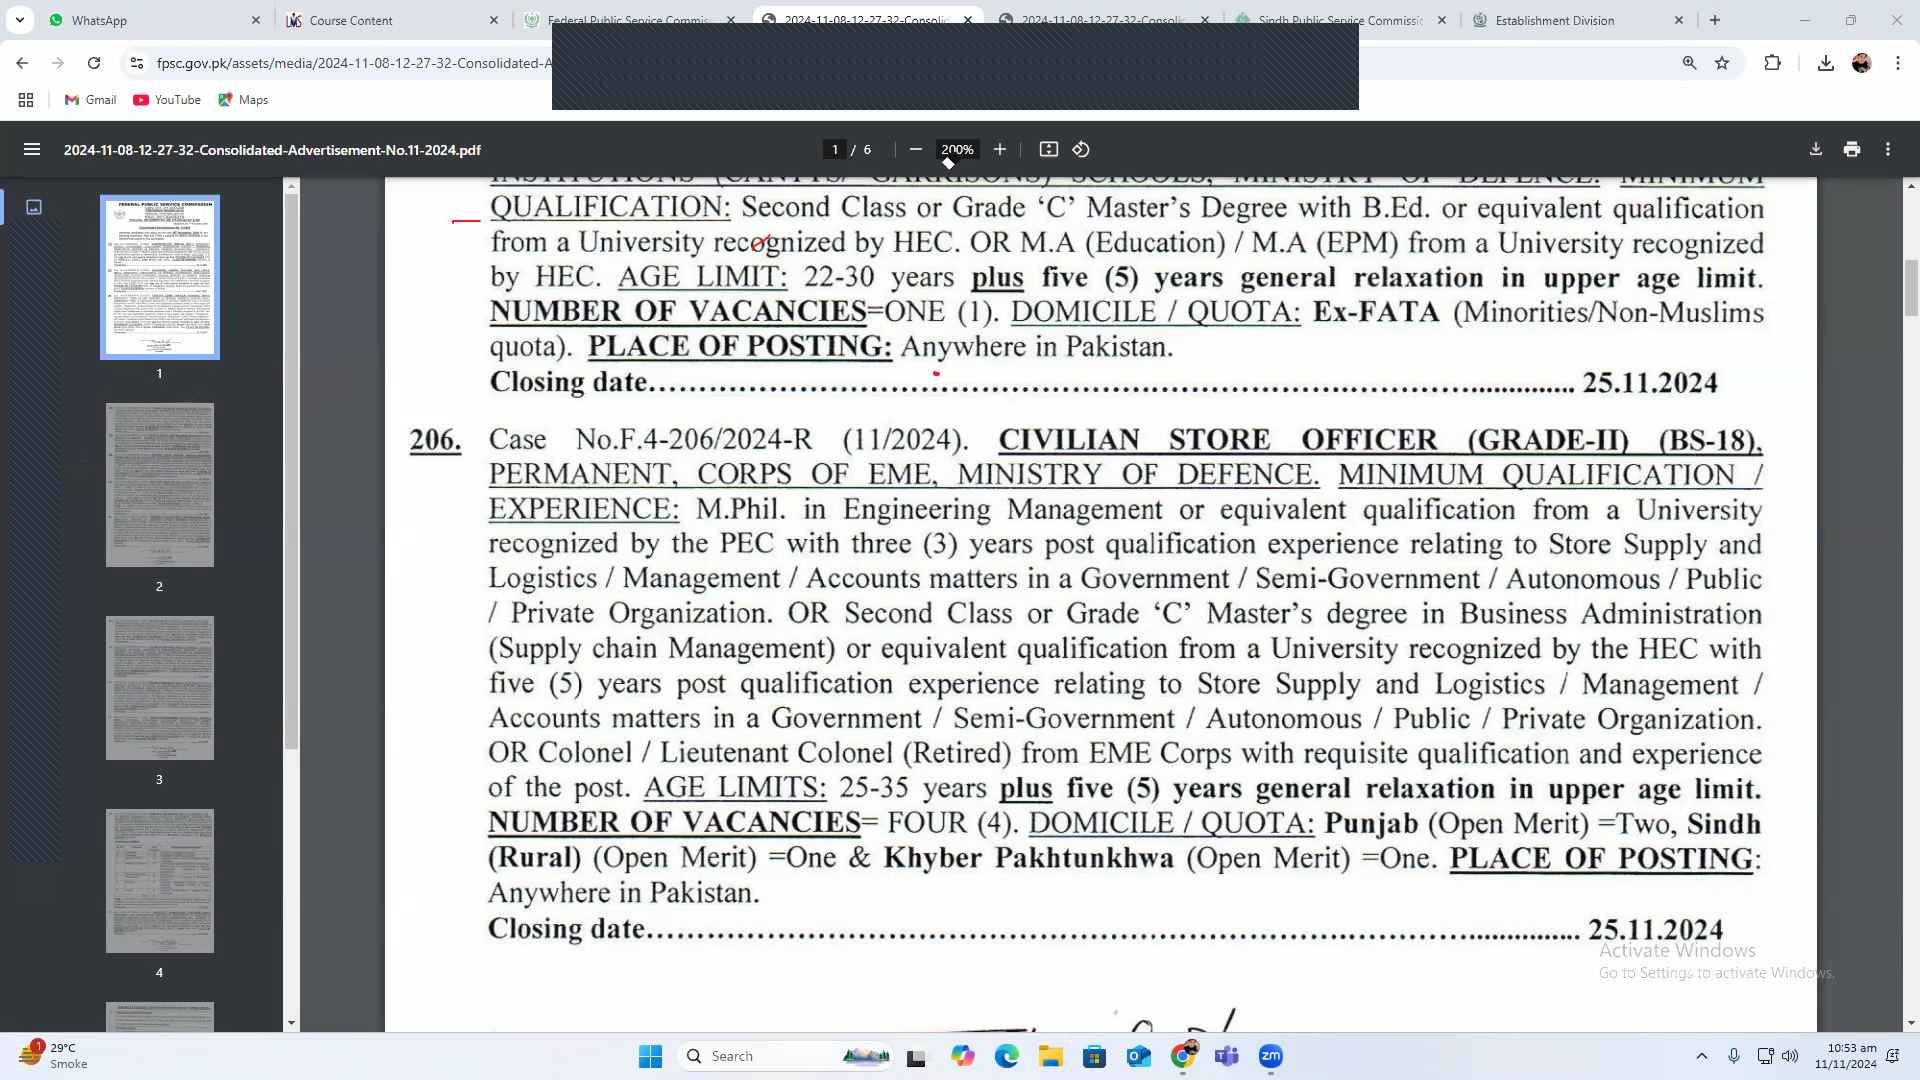 WhatsApp
Course Content
Federal Public Service Commis
2024-11-08-12-27-32-Consolid
2024-11-08-12-27-32-Consolid
Sindh Public Service Commissic
Establishment Division
fpsc.gov.pk/assets/media/2024-11-08-12-27-32-Consolidated-A
Gmail
YouTube
Maps
2024-11-08-12-27-32-Consolidated-Advertisement-No.11-2024.pdf
1 / 6
200%
INSTITUTIONS (CANTTS/ GARRISONS) SCHOOLS, MINISTRY OF DEFENCE. MINIMUM
QUALIFICATION: Second Class or Grade ‘C’ Master’s Degree with B.Ed. or equivalent qualification
from a University recognized by HEC. OR M.A (Education) / M.A (EPM) from a University recognized
by HEC. AGE LIMIT: 22-30 years plus five (5) years general relaxation in upper age limit.
NUMBER OF VACANCIES=ONE (1). DOMICILE / QUOTA: Ex-FATA (Minorities/Non-Muslims
quota). PLACE OF POSTING: Anywhere in Pakistan.
Closing date.................................................................................... 25.11.2024
206. Case No.F.4-206/2024-R (11/2024). CIVILIAN STORE OFFICER (GRADE-II) (BS-18),
PERMANENT, CORPS OF EME, MINISTRY OF DEFENCE. MINIMUM QUALIFICATION /
EXPERIENCE: M.Phil. in Engineering Management or equivalent qualification from a University
recognized by the PEC with three (3) years post qualification experience relating to Store Supply and
Logistics / Management / Accounts matters in a Government / Semi-Government / Autonomous / Public
/ Private Organization. OR Second Class or Grade ‘C’ Master’s degree in Business Administration
(Supply chain Management) or equivalent qualification from a University recognized by the HEC with
five (5) years post qualification experience relating to Store Supply and Logistics / Management /
Accounts matters in a Government / Semi-Government / Autonomous / Public / Private Organization.
OR Colonel / Lieutenant Colonel (Retired) from EME Corps with requisite qualification and experience
of the post. AGE LIMITS: 25-35 years plus five (5) years general relaxation in upper age limit.
NUMBER OF VACANCIES= FOUR (4). DOMICILE / QUOTA: Punjab (Open Merit) =Two, Sindh
(Rural) (Open Merit) =One & Khyber Pakhtunkhwa (Open Merit) =One. PLACE OF POSTING:
Anywhere in Pakistan.
Closing date.................................................................................... 25.11.2024
Activate Windows
Go to Settings to activate Windows.
FEDERAL PUBLIC SERVICE COMMISSION
1
2
3
4
1
29°C
Smoke
Search
zm
10:53 am
11/11/2024